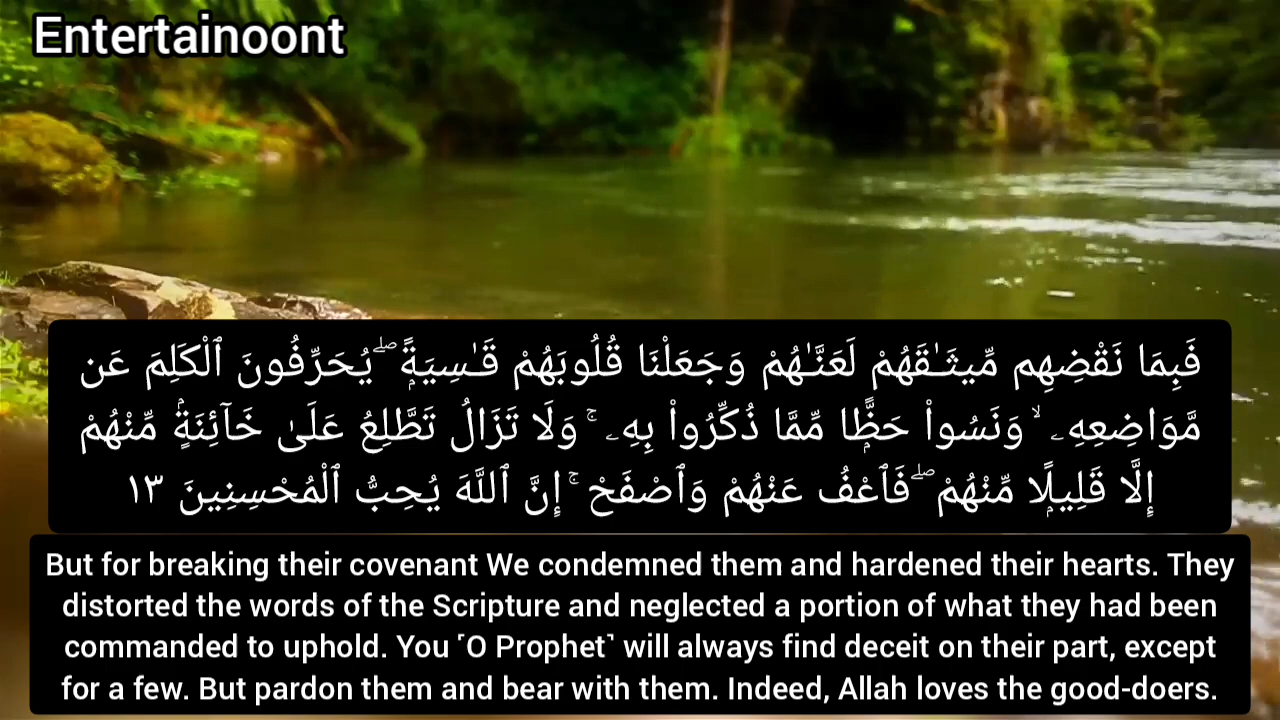 Entertainoont
فَبِمَا نَقْضِهِم مِّيثَـٰقَهُمْ لَعَنَّـٰهُمْ وَجَعَلْنَا قُلُوبَهُمْ قَـٰسِيَةًۭ ۖ يُحَرِّفُونَ ٱلْكَلِمَ عَن
مَّوَاضِعِهِۦ ۙ وَنَسُوا۟ حَظًّۭا مِّمَّا ذُكِّرُوا۟ بِهِۦ ۚ وَلَا تَزَالُ تَطَّلِعُ عَلَىٰ خَآئِنَةٍۢ مِّنْهُمْ
إِلَّا قَلِيلًۭا مِّنْهُمْ ۖ فَٱعْفُ عَنْهُمْ وَٱصْفَحْ ۚ إِنَّ ٱللَّهَ يُحِبُّ ٱلْمُحْسِنِينَ ١٣
But for breaking their covenant We condemned them and hardened their hearts. They
distorted the words of the Scripture and neglected a portion of what they had been
commanded to uphold. You ˹O Prophet˺ will always find deceit on their part, except
for a few. But pardon them and bear with them. Indeed, Allah loves the good-doers.